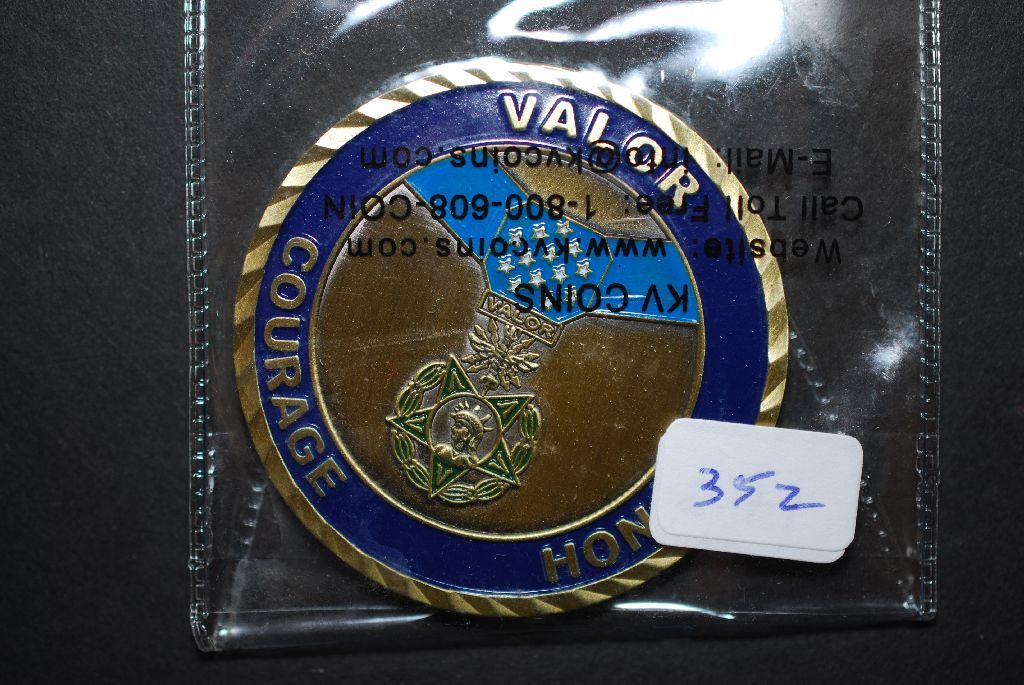 VALOR
COURAGE
HON
VALOR
KV COINS
Website: www.kvcoins.com
Call Toll Free: 1-800-608-COIN
E-Mail: info@kvcoins.com
352